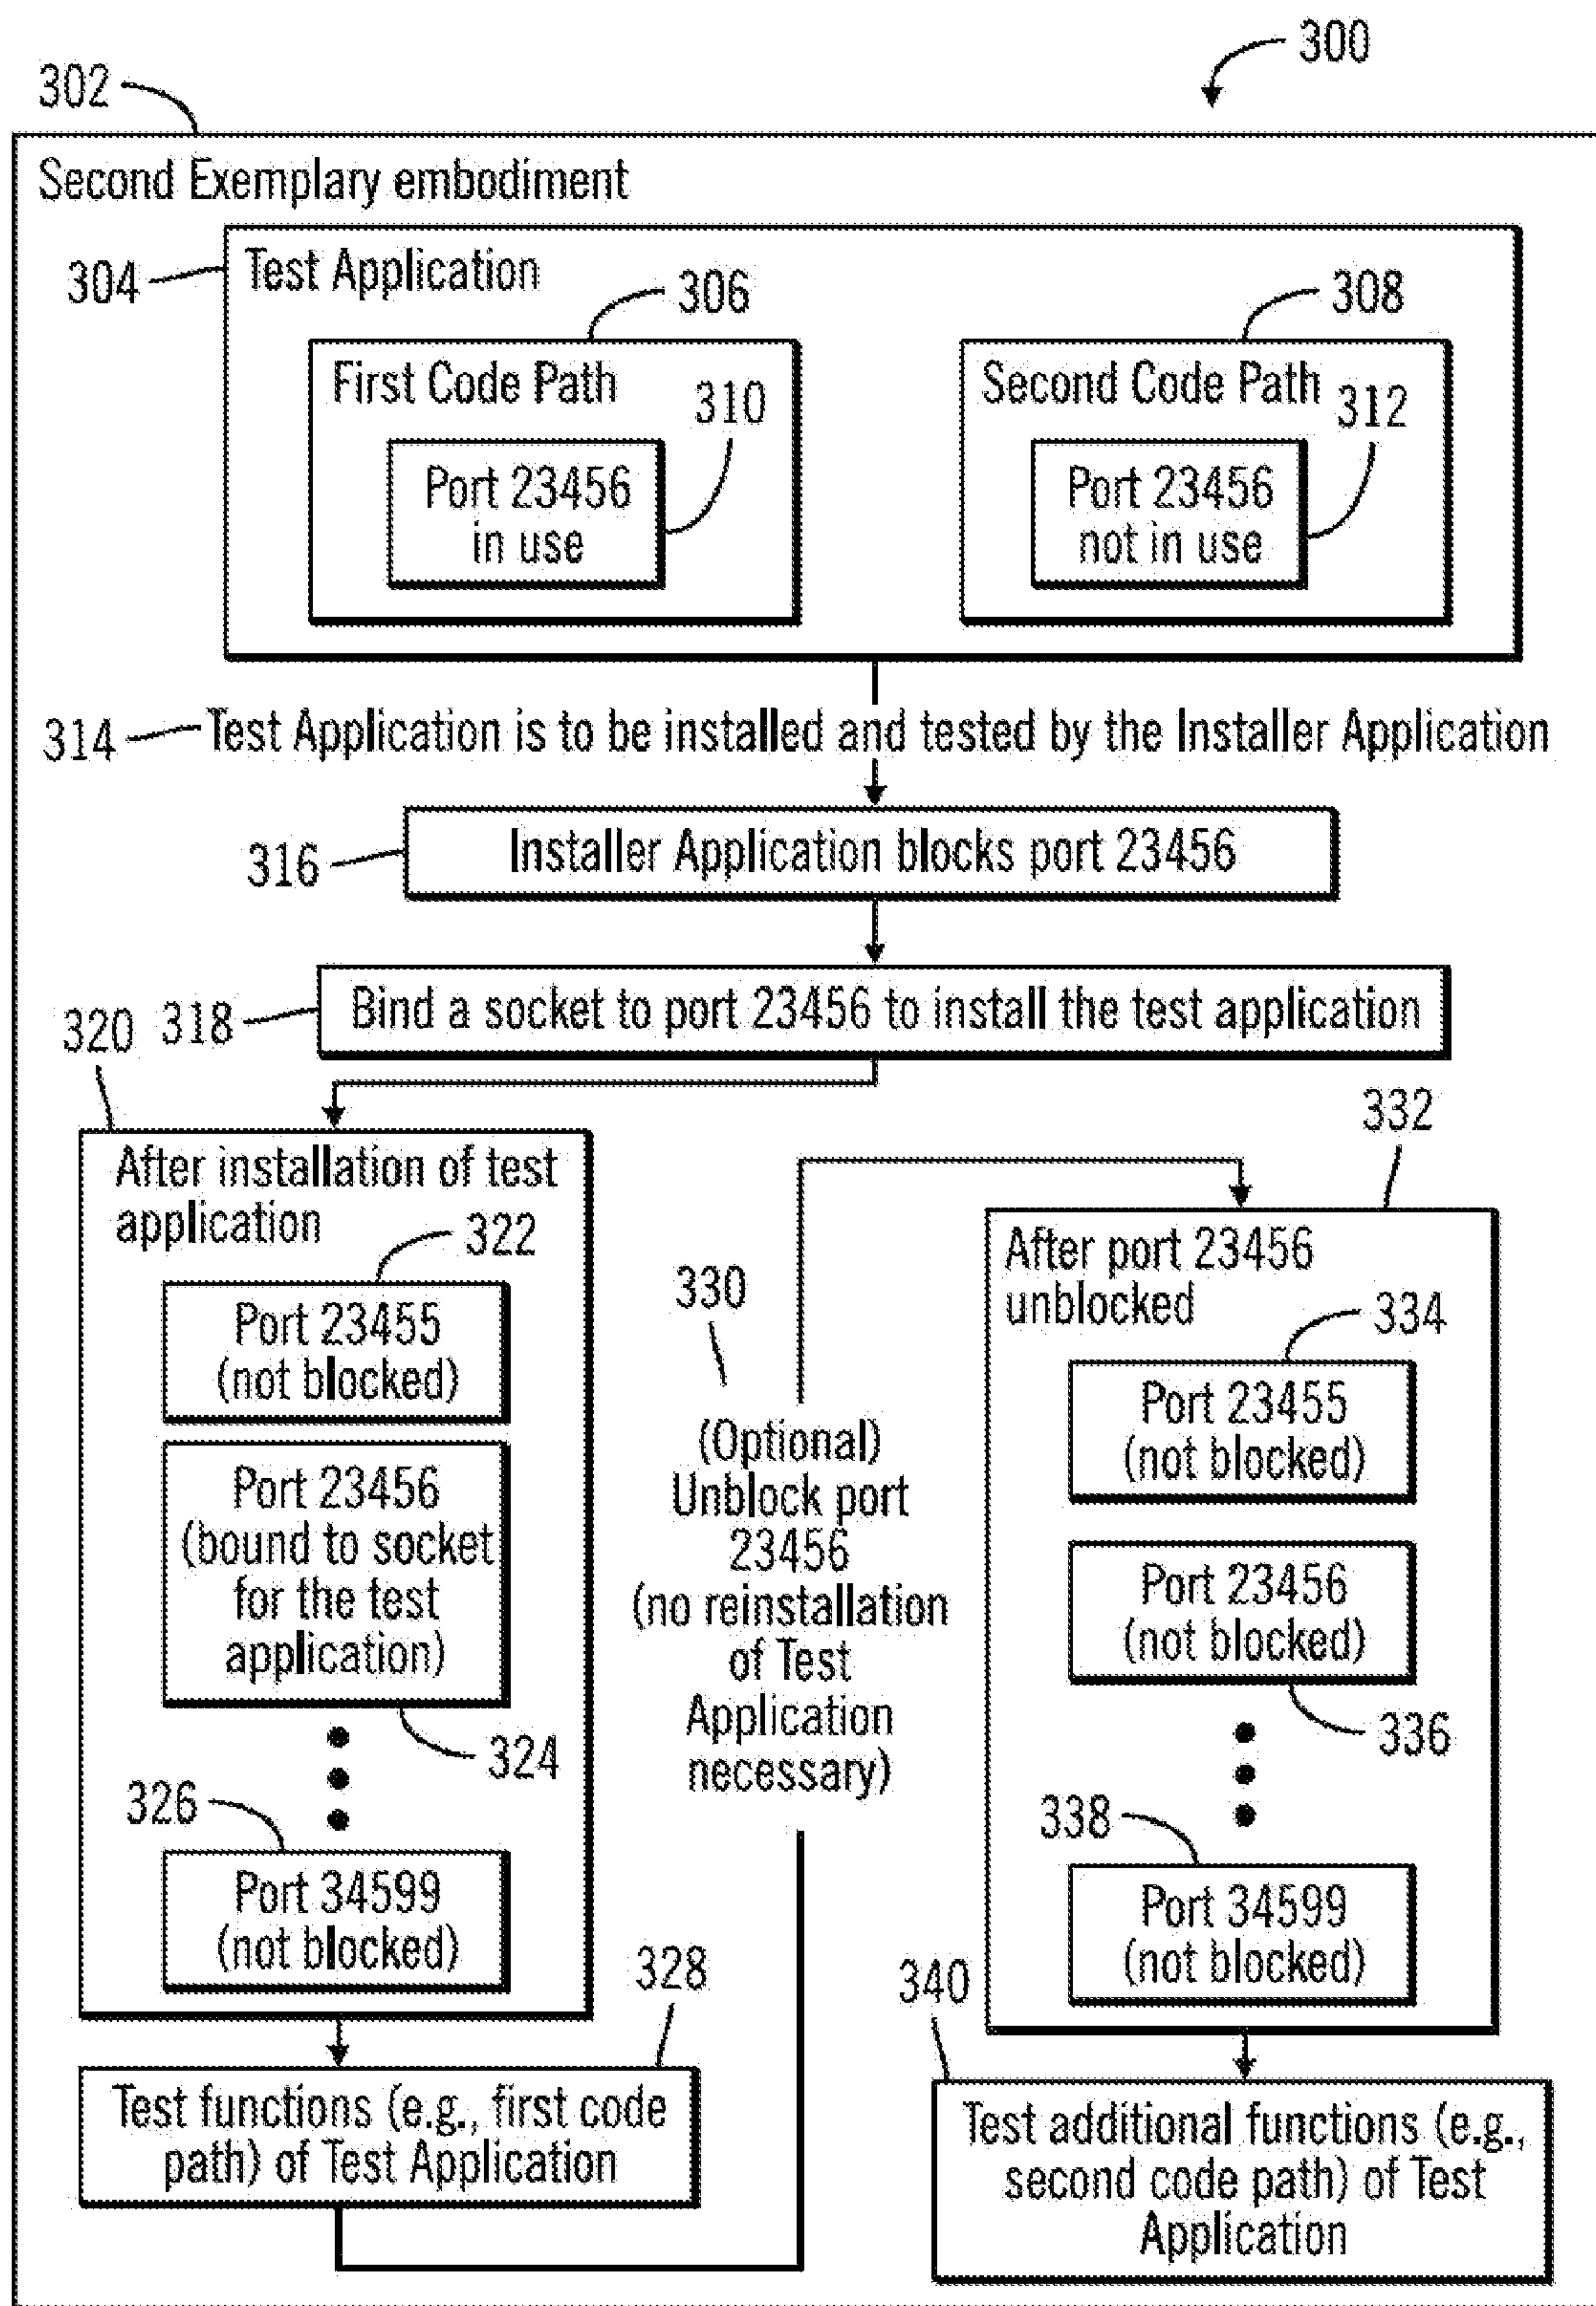 300
302
Second Exemplary embodiment
304
Test Application
306
308
First Code Path
310
Second Code Path
312
Port 23456
in use
Port 23456
not in use
314
Test Application is to be installed and tested by the Installer Application
316
Installer Application blocks port 23456
318
Bind a socket to port 23456 to install the test application
320
After installation of test
application
322
Port 23455
(not blocked)
Port 23456
(bound to socket
for the test
application)
324
326
Port 34599
(not blocked)
328
Test functions (e.g., first code
path) of Test Application
330
(Optional)
Unblock port
23456
(no reinstallation
of Test
Application
necessary)
332
After port 23456
unblocked
334
Port 23455
(not blocked)
Port 23456
(not blocked)
336
338
Port 34599
(not blocked)
340
Test additional functions (e.g.,
second code path) of Test
Application